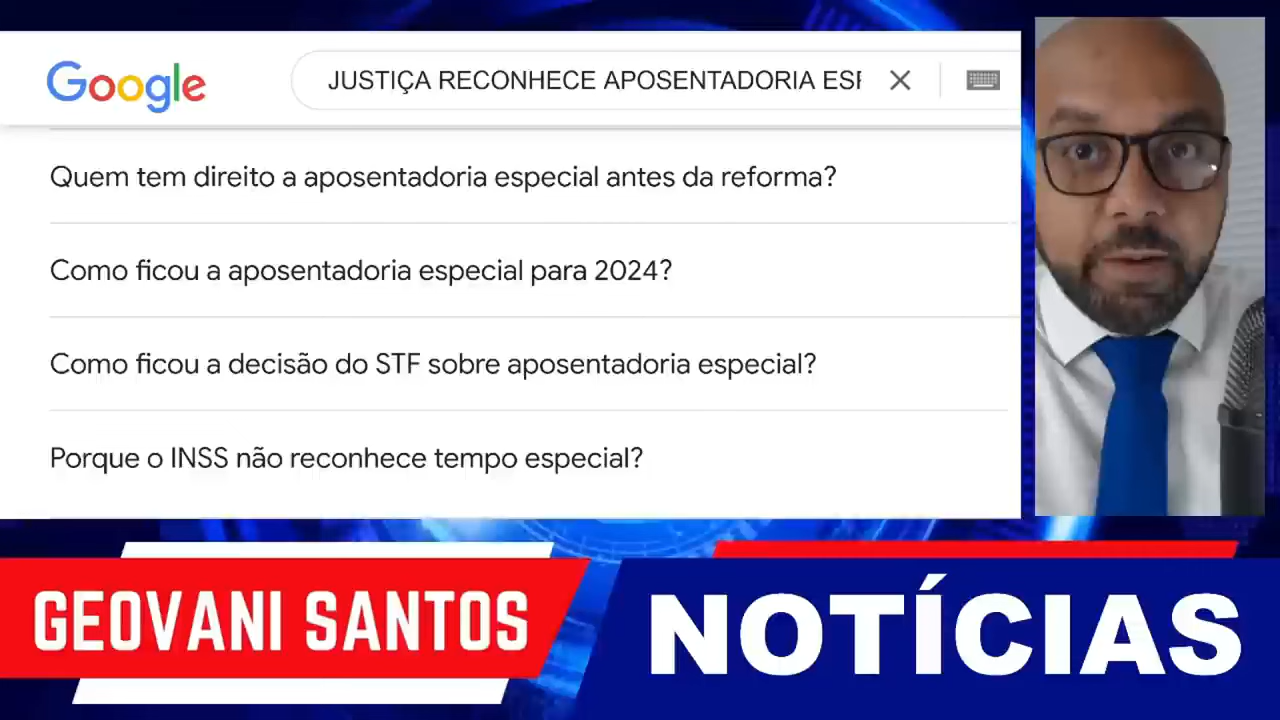 Google
JUSTIÇA RECONHECE APOSENTADORIA ESP
Quem tem direito a aposentadoria especial antes da reforma?
Como ficou a aposentadoria especial para 2024?
Como ficou a decisão do STF sobre aposentadoria especial?
Porque o INSS não reconhece tempo especial?
GEOVANI SANTOS
NOTÍCIAS